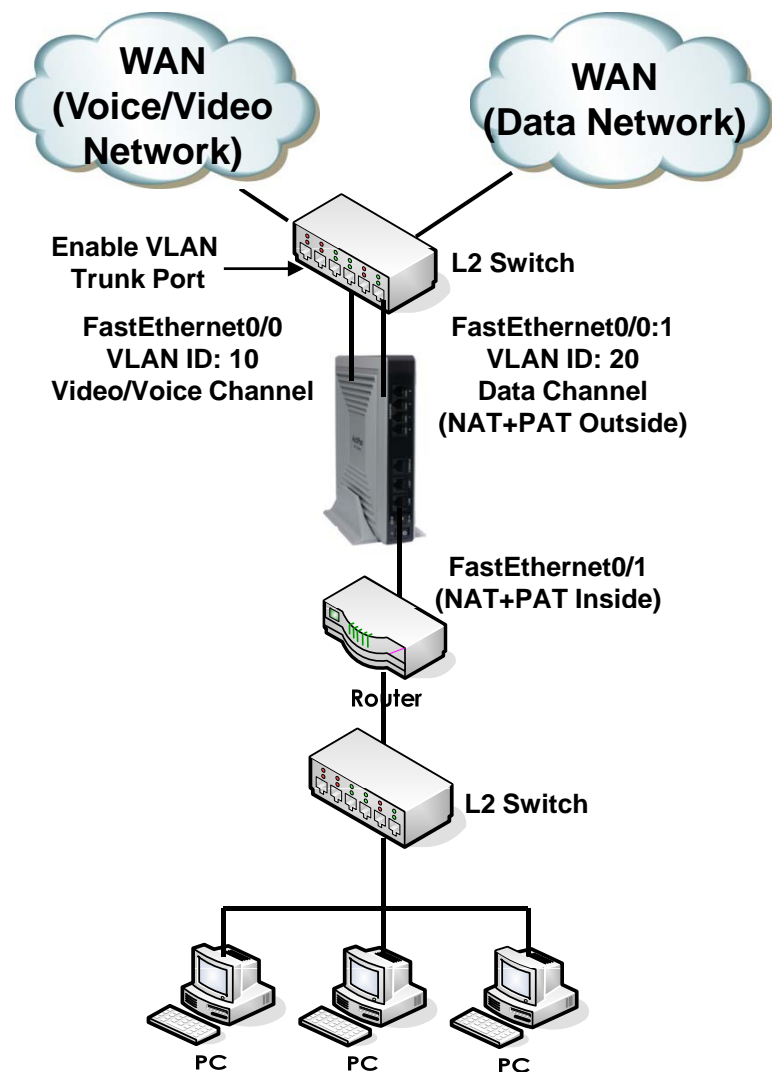 WAN
(Voice/Video
Network)
WAN
(Data Network)
Enable VLAN
Trunk Port
L2 Switch
FastEthernet0/0
VLAN ID: 10
Video/Voice Channel
FastEthernet0/0:1
VLAN ID: 20
Data Channel
(NAT+PAT Outside)
FastEthernet0/1
(NAT+PAT Inside)
Router
L2 Switch
PC
PC
PC